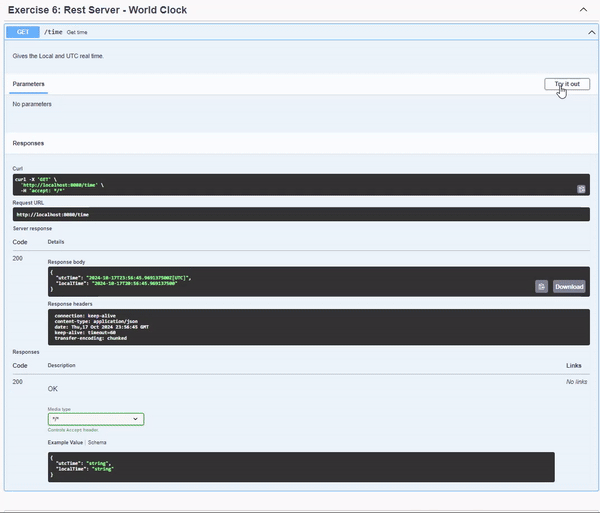 Exercise 6: Rest Server - World Clock
GET /time Get time
Gives the Local and UTC real time.
Parameters
Try it out
No parameters
Responses
Curl
curl -X 'GET' \
'http://localhost:8080/time' \
-H 'accept: */*'
Request URL
http://localhost:8080/time
Server response
Code Details
200
Response body
{
"utcTime": "2024-10-17T23:56:45.969137500Z[UTC]",
"localTime": "2024-10-17T20:56:45.969137500"
}
Download
Response headers
connection: keep-alive
content-type: application/json
date: Thu,17 Oct 2024 23:56:45 GMT
keep-alive: timeout=60
transfer-encoding: chunked
Responses
Code Description Links
200 No links
OK
Media type
*/*
Controls Accept header.
Example Value | Schema
{
"utcTime": "string",
"localTime": "string"
}